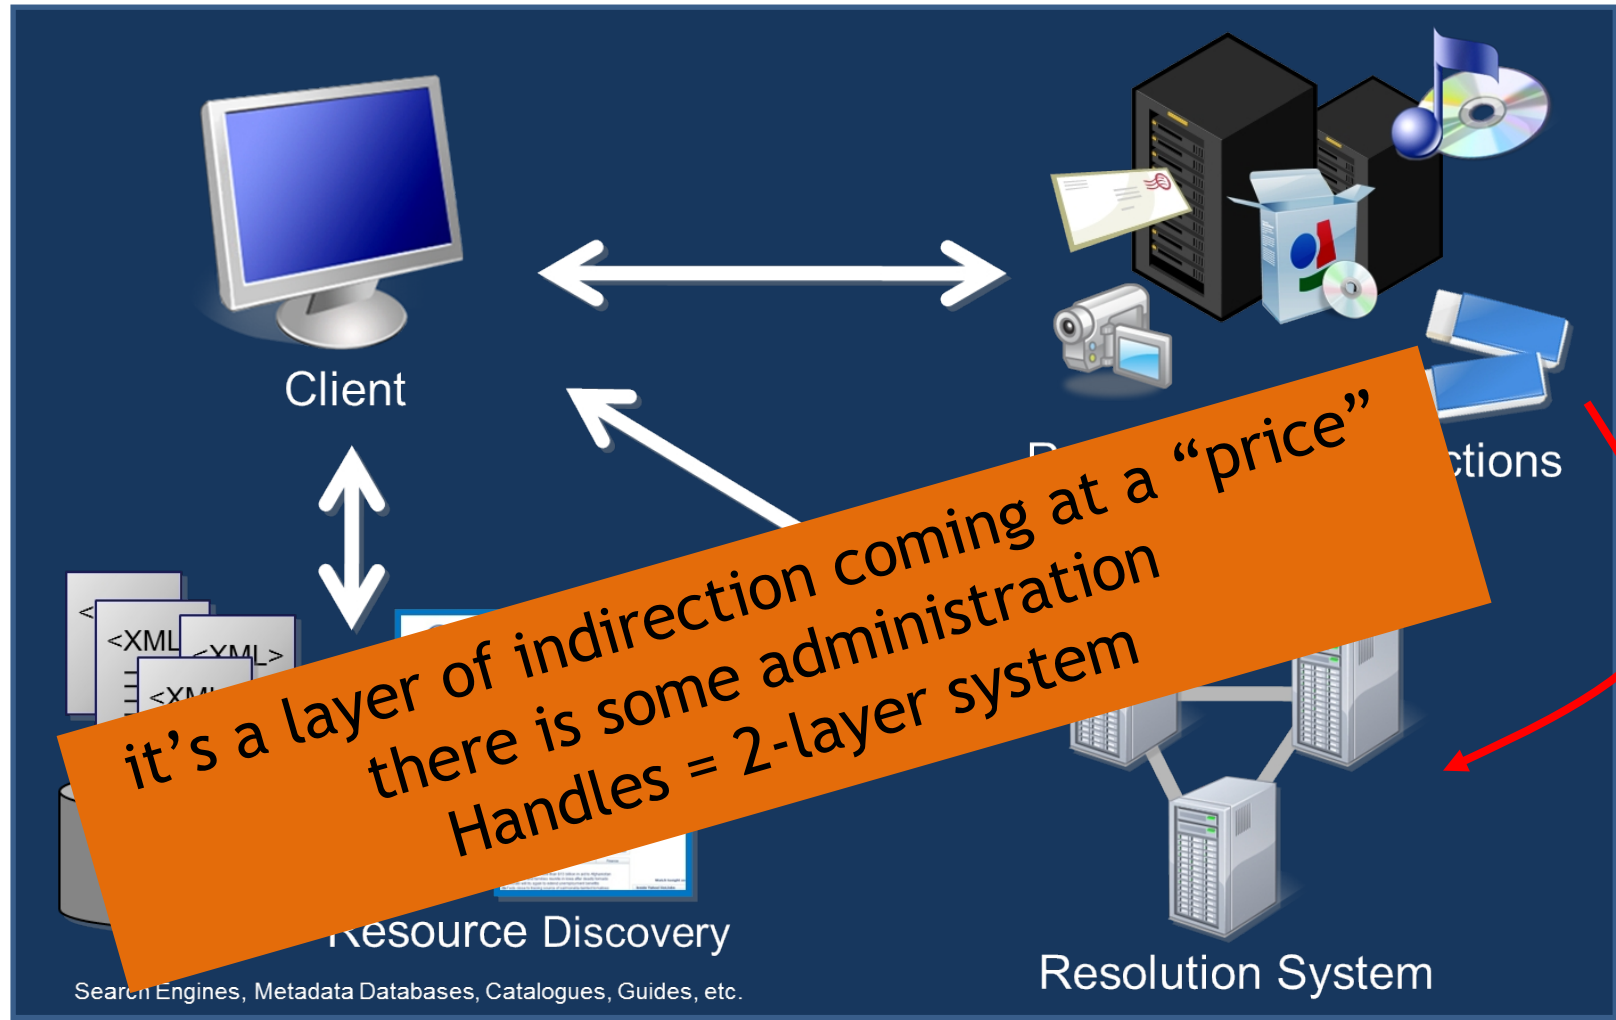 Client
ctions
<XML
<XML>
<XM
it’s a layer of indirection coming at a “price”
there is some administration
Handles = 2-layer system
Resource Discovery
Search Engines, Metadata Databases, Catalogues, Guides, etc.
Resolution System